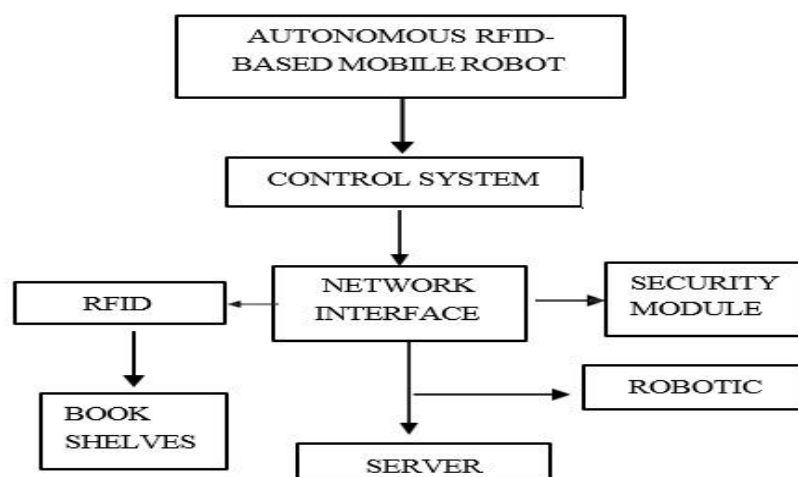 AUTONOMOUS RFID-
BASED MOBILE ROBOT
CONTROL SYSTEM
NETWORK
INTERFACE
SECURITY
MODULE
RFID
ROBOTIC
BOOK
SHELVES
SERVER